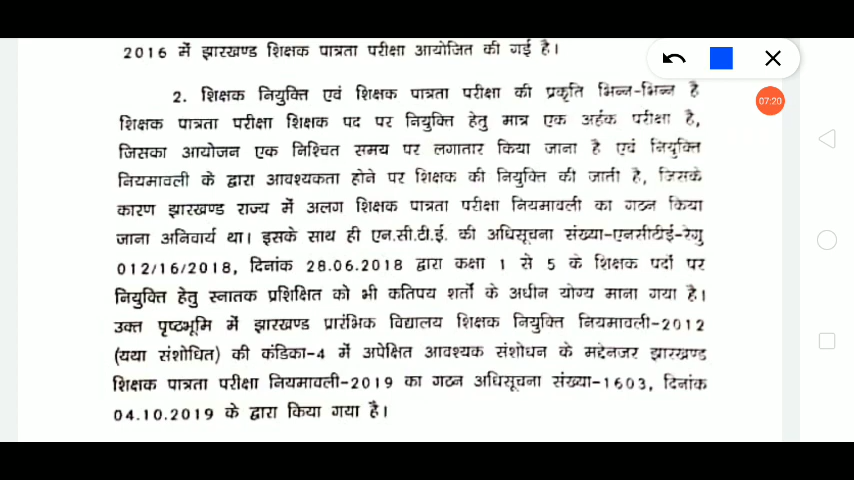 2016 में झारखण्ड शिक्षक पात्रता परीक्षा आयोजित की गई है।
2. शिक्षक नियुक्ति एवं शिक्षक पात्रता परीक्षा की प्रकृति भिन्न-भिन्न है
शिक्षक पात्रता परीक्षा शिक्षक पद पर नियुक्ति हेतु मात्र एक अर्हक परीक्षा है,
जिसका आयोजन एक निश्चित समय पर लगातार किया जाना है एवं नियुक्ति
नियमावली के द्वारा आवश्यकता होने पर शिक्षक की नियुक्ति की जाती है, जिसके
कारण झारखण्ड राज्य में अलग शिक्षक पात्रता परीक्षा नियमावली का गठन किया
जाना अनिवार्य था। इसके साथ ही एन.सी.टी.ई. की अधिसूचना संख्या-एनसीटीई-रेगु
012/16/2018, दिनांक 28.06.2018 द्वारा कक्षा 1 से 5 के शिक्षक पदों पर
नियुक्ति हेतु स्नातक प्रशिक्षित को भी कतिपय शर्तों के अधीन योग्य माना गया है।
उक्त पृष्ठभूमि में झारखण्ड प्रारंभिक विद्यालय शिक्षक नियुक्ति नियमावली-2012
(यथा संशोधित) की कंडिका-4 में अपेक्षित आवश्यक संशोधन के मद्देनजर झारखण्ड
शिक्षक पात्रता परीक्षा नियमावली-2019 का गठन अधिसूचना संख्या-1603, दिनांक
04.10.2019 के द्वारा किया गया है।
07:20